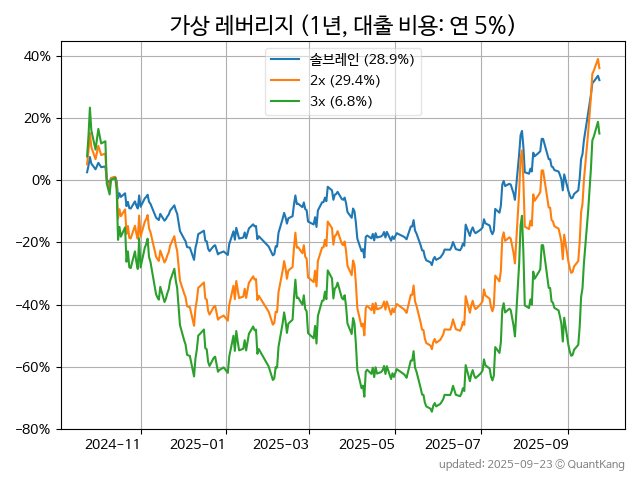 가상 레버리지 (1년, 대출 비용: 연 5%)
솔브레인 (28.9%)
2x (29.4%)
3x (6.8%)
40%
20%
0%
−20%
−40%
−60%
−80%
2024-11
2025-01
2025-03
2025-05
2025-07
2025-09
updated: 2025-09-23 © QuantKang